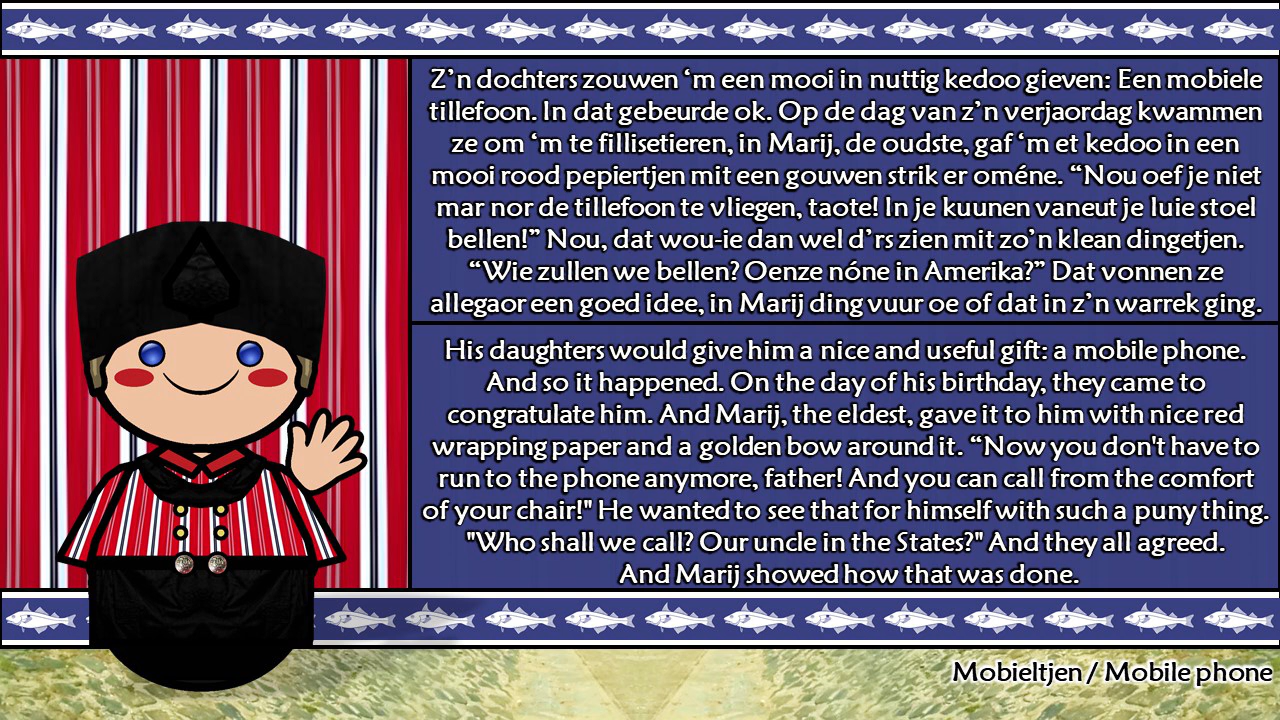 Z’n dochters zouwen ‘m een mooi in nuttig kedoo gieven: Een mobiele
tillefoon. In dat gebeurde ok. Op de dag van z’n verjaordag kwammen
ze om ‘m te fillisetieren, in Marij, de oudste, gaf ‘m et kedoo in een
mooi rood pepiertjen mit een gouwen strik er oméne. “Nou oef je niet
mar nor de tillefoon te vliegen, taote! In je kuunen vaneut je luie stoel
bellen!” Nou, dat wou-ie dan wel d’rs zien mit zo’n klean dingetjen.
“Wie zullen we bellen? Oenze nóne in Amerika?” Dat vonnen ze
allegaor een goed idee, in Marij ding vuur oe of dat in z’n warrek ging.
His daughters would give him a nice and useful gift: a mobile phone.
And so it happened. On the day of his birthday, they came to
congratulate him. And Marij, the eldest, gave it to him with nice red
wrapping paper and a golden bow around it. “Now you don't have to
run to the phone anymore, father! And you can call from the comfort
of your chair!" He wanted to see that for himself with such a puny thing.
"Who shall we call? Our uncle in the States?" And they all agreed.
And Marij showed how that was done.
Mobieltjen / Mobile phone